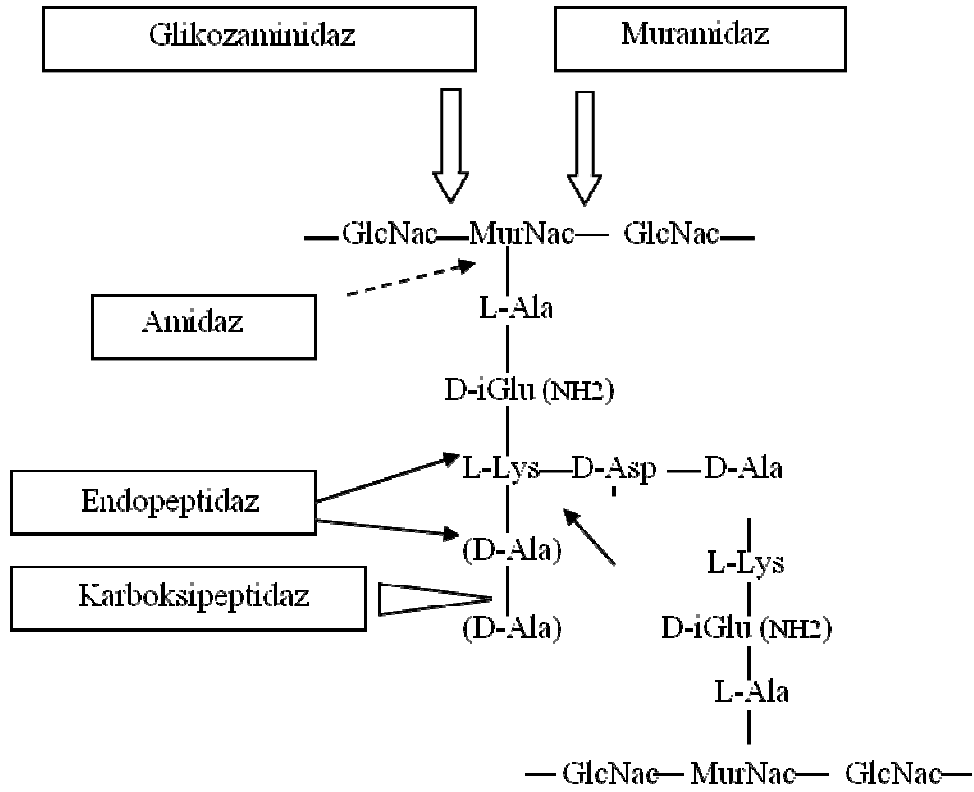 Glikozaminidaz Muramidaz
GlcNac MurNac GlcNac
L-Ala
Amidaz
D-iGlu (NH2)
L-Lys D-Asp D-Ala
Endopeptidaz
(D-Ala)
L-Lys
Karboksipeptidaz
(D-Ala)
D-iGlu (NH2)
L-Ala
GlcNac MurNac GlcNac